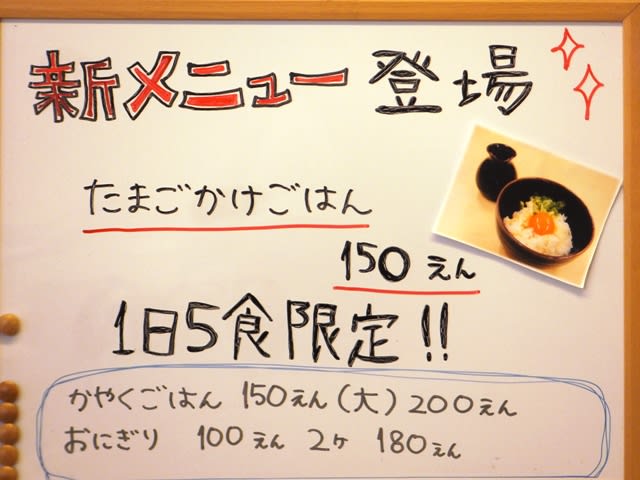 新メニュー 登場
たまごかけごはん
150えん
1日5食限定!!
かやくごはん 150えん(大)200えん
おにぎり 100えん 2ヶ 180えん